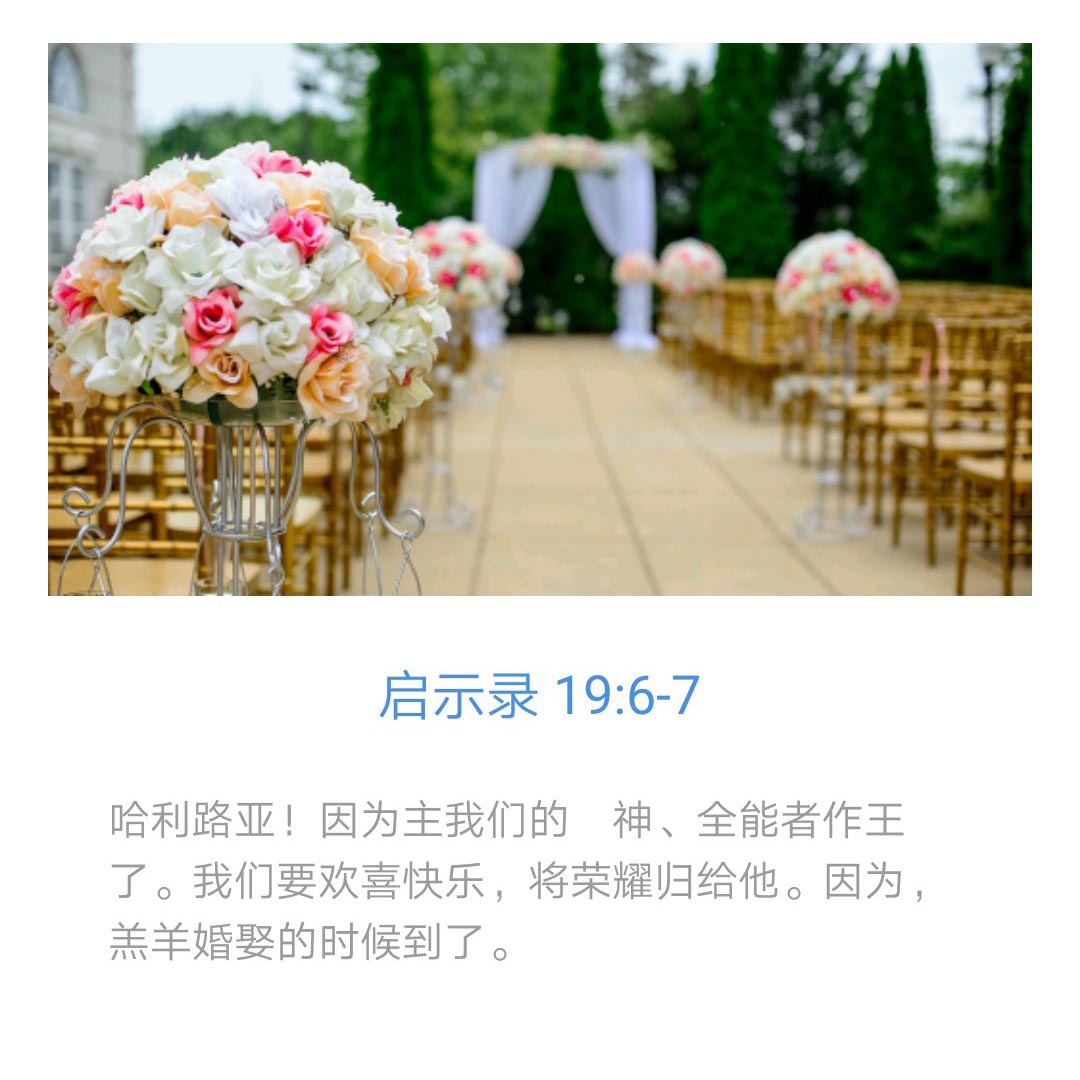 启示录 19:6-7
哈利路亚！因为主我们的　神、全能者作王
了。我们要欢喜快乐，将荣耀归给他。因为，
羔羊婚娶的时候到了。